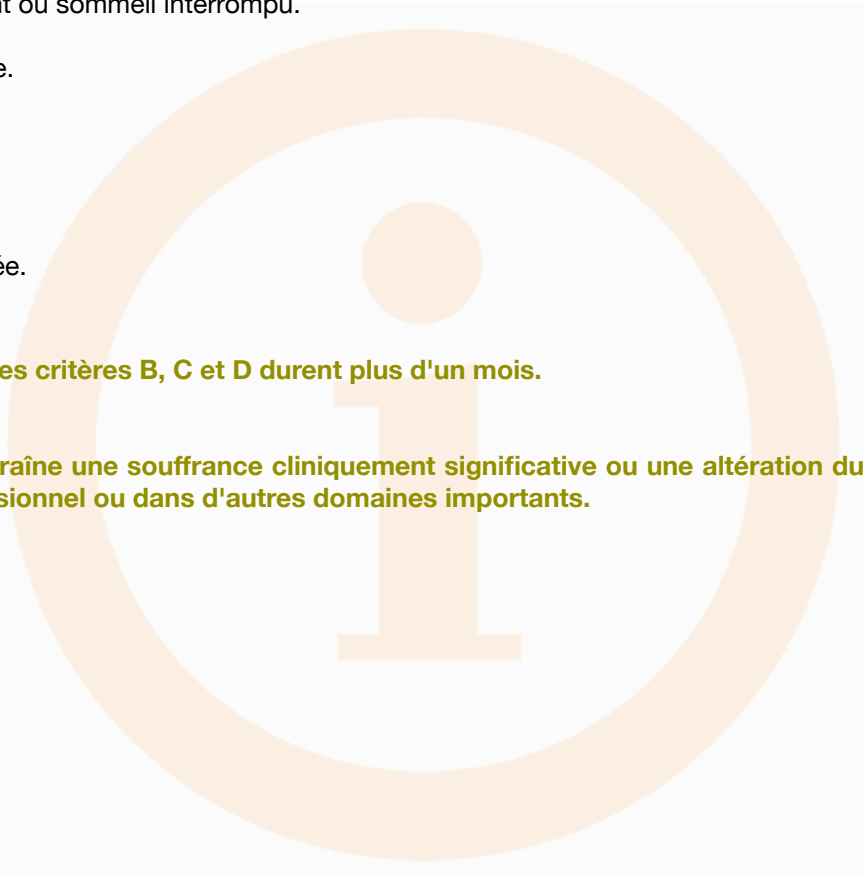 nt ou sommeil interrompu.
e.
ée.
es critères B, C et D durent plus d'un mois.
raîne une souffrance cliniquement significative ou une altération du
sionnel ou dans d'autres domaines importants.